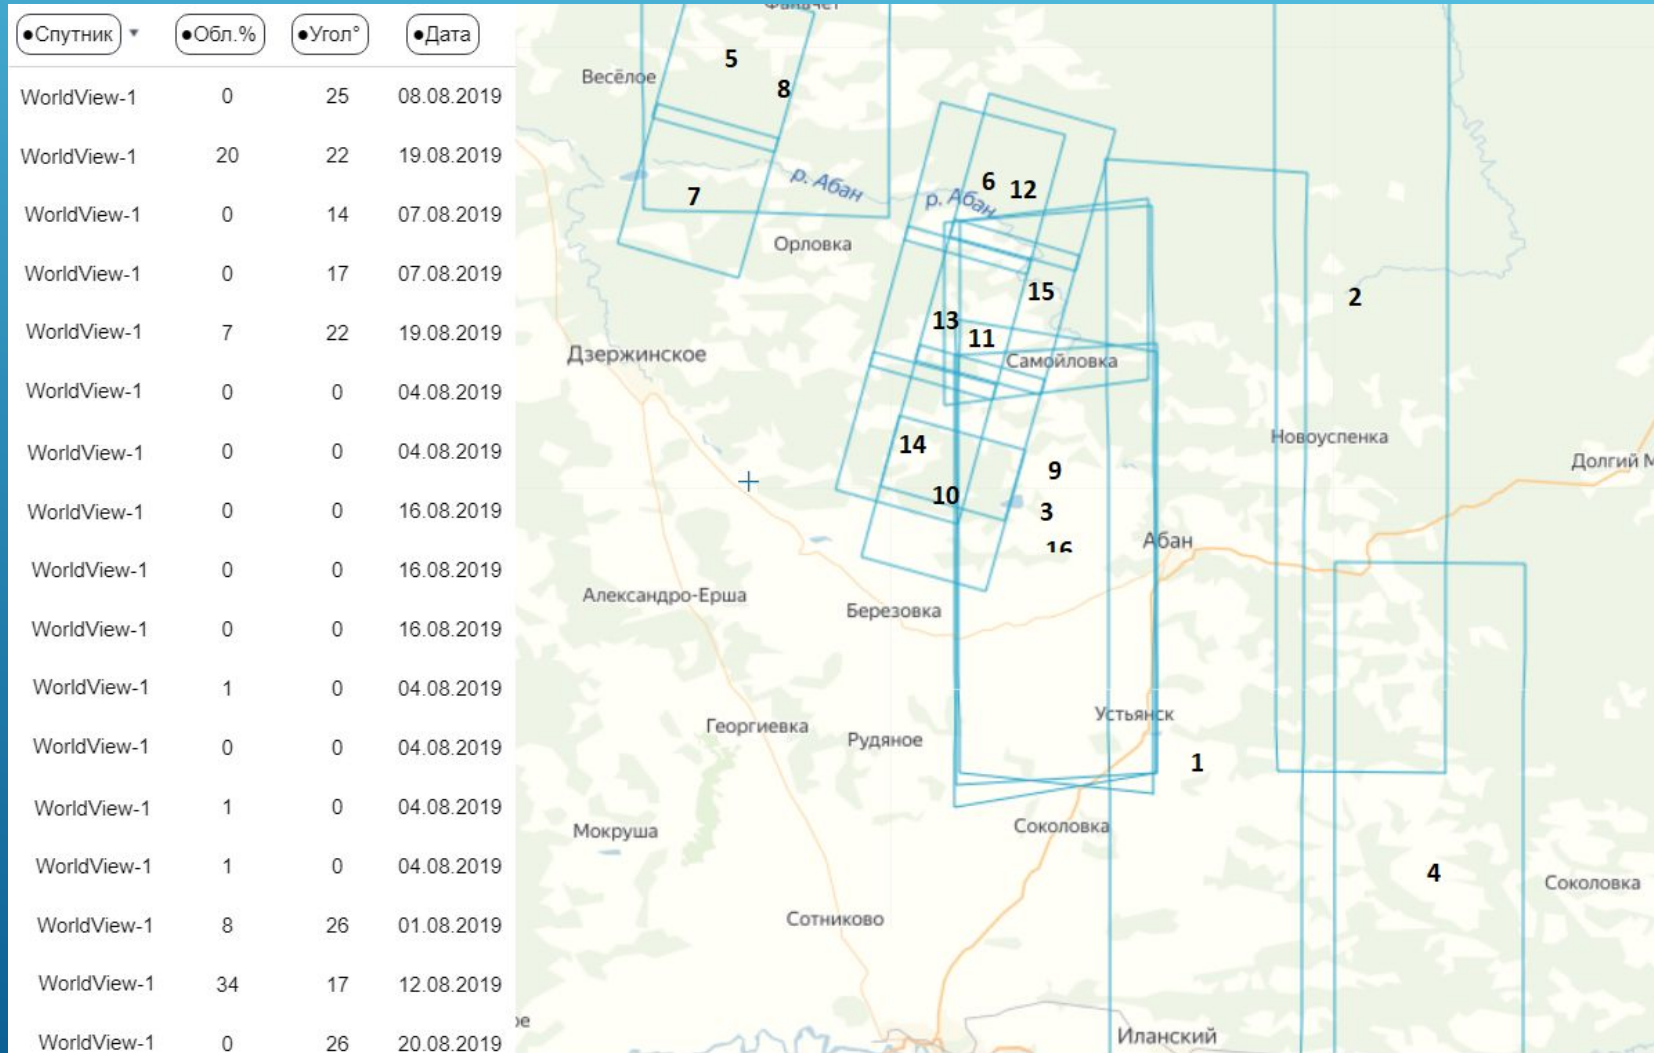 ●Спутник ▼ ●Обл.% ●Угол° ●Дата
WorldView-1 0 25 08.08.2019
WorldView-1 20 22 19.08.2019
WorldView-1 0 14 07.08.2019
WorldView-1 0 17 07.08.2019
WorldView-1 7 22 19.08.2019
WorldView-1 0 0 04.08.2019
WorldView-1 0 0 04.08.2019
WorldView-1 0 0 16.08.2019
WorldView-1 0 0 16.08.2019
WorldView-1 0 0 16.08.2019
WorldView-1 1 0 04.08.2019
WorldView-1 0 0 04.08.2019
WorldView-1 1 0 04.08.2019
WorldView-1 1 0 04.08.2019
WorldView-1 8 26 01.08.2019
WorldView-1 34 17 12.08.2019
WorldView-1 0 26 20.08.2019
5
Весёлое
8
7
р. Абан
6 12
р. Абан
Орловка
15
2
13
11
Дзержинское
Самойловка
14
Новоуспенка
Долгий М
9
10
3
16
Абан
Александро-Ерша
Березовка
Георгиевка
Рудяное
Устьянск
1
Мокруша
Соколовка
4
Соколовка
Сотниково
ое
Иланский